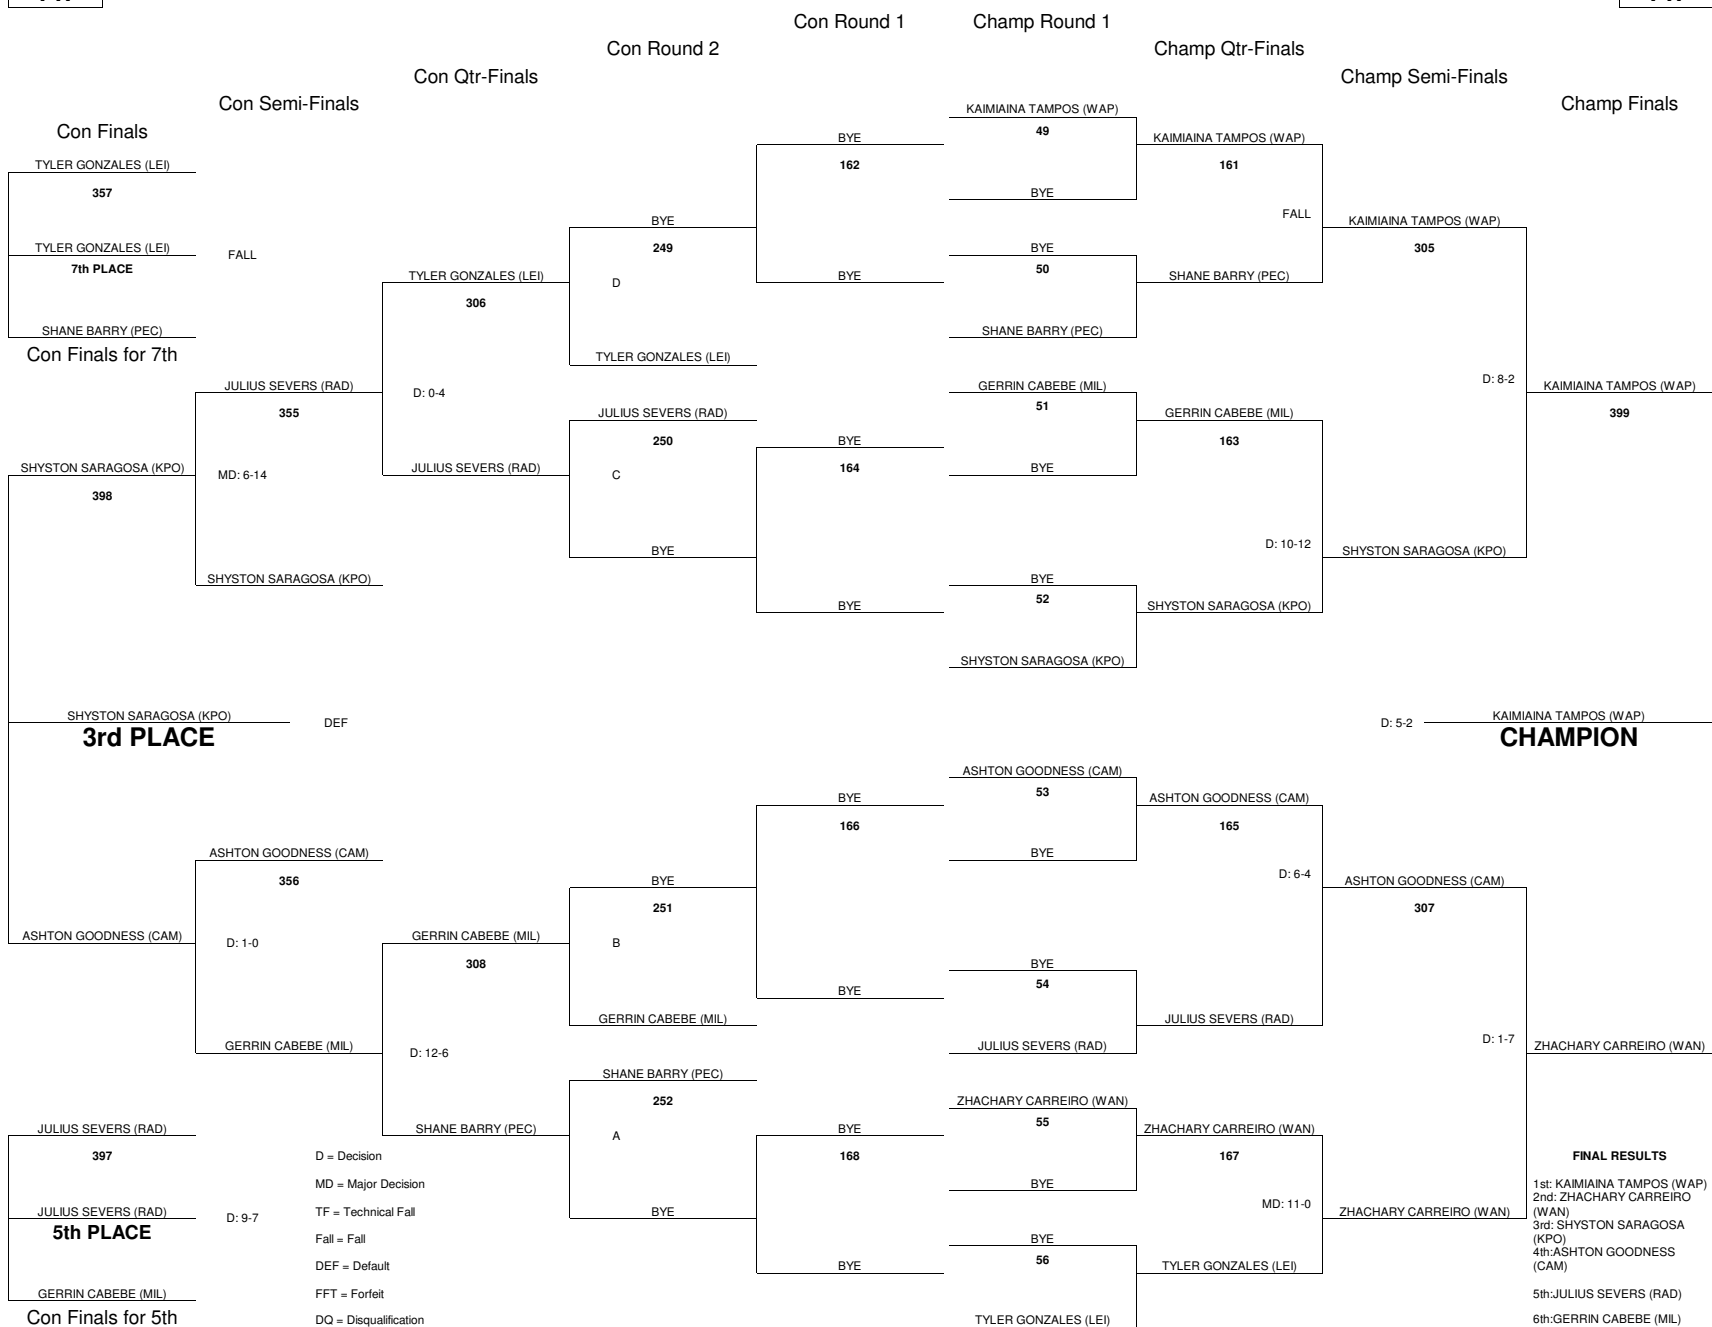 Con Round 1
Champ Round 1
Con Round 2
Champ Qtr-Finals
Con Qtr-Finals
Champ Semi-Finals
Con Semi-Finals
Champ Finals
Con Finals
KAIMIAINA TAMPOS (WAP)
49
BYE
KAIMIAINA TAMPOS (WAP)
TYLER GONZALES (LEI)
162
161
357
BYE
BYE
FALL
BYE
KAIMIAINA TAMPOS (WAP)
TYLER GONZALES (LEI)
FALL
249
BYE
305
7th PLACE
TYLER GONZALES (LEI)
D
BYE
50
SHANE BARRY (PEC)
306
SHANE BARRY (PEC)
SHANE BARRY (PEC)
Con Finals for 7th
TYLER GONZALES (LEI)
JULIUS SEVERS (RAD)
D: 0-4
GERRIN CABEBE (MIL)
D: 8-2
KAIMIAINA TAMPOS (WAP)
355
JULIUS SEVERS (RAD)
51
GERRIN CABEBE (MIL)
399
250
BYE
163
SHYSTON SARAGOSA (KPO)
MD: 6-14
JULIUS SEVERS (RAD)
C
164
BYE
398
BYE
D: 10-12
SHYSTON SARAGOSA (KPO)
SHYSTON SARAGOSA (KPO)
BYE
BYE
52
SHYSTON SARAGOSA (KPO)
SHYSTON SARAGOSA (KPO)
SHYSTON SARAGOSA (KPO)
DEF
D: 5-2
KAIMIAINA TAMPOS (WAP)
3rd PLACE
CHAMPION
ASHTON GOODNESS (CAM)
BYE
53
ASHTON GOODNESS (CAM)
166
165
ASHTON GOODNESS (CAM)
BYE
356
BYE
D: 6-4
ASHTON GOODNESS (CAM)
251
307
ASHTON GOODNESS (CAM)
D: 1-0
GERRIN CABEBE (MIL)
B
308
BYE
BYE
54
GERRIN CABEBE (MIL)
JULIUS SEVERS (RAD)
GERRIN CABEBE (MIL)
D: 12-6
JULIUS SEVERS (RAD)
D: 1-7
ZHACHARY CARREIRO (WAN)
SHANE BARRY (PEC)
252
ZHACHARY CARREIRO (WAN)
JULIUS SEVERS (RAD)
SHANE BARRY (PEC)
A
BYE
55
ZHACHARY CARREIRO (WAN)
397
D = Decision
168
167
FINAL RESULTS
MD = Major Decision
BYE
1st: KAIMIAINA TAMPOS (WAP)
2nd: ZHACHARY CARREIRO
JULIUS SEVERS (RAD)
D: 9-7
TF = Technical Fall
BYE
MD: 11-0
ZHACHARY CARREIRO (WAN)
(WAN)
5th PLACE
3rd: SHYSTON SARAGOSA
Fall = Fall
BYE
(KPO)
4th:ASHTON GOODNESS
DEF = Default
BYE
56
TYLER GONZALES (LEI)
(CAM)
GERRIN CABEBE (MIL)
FFT = Forfeit
5th:JULIUS SEVERS (RAD)
Con Finals for 5th
DQ = Disqualification
TYLER GONZALES (LEI)
6th:GERRIN CABEBE (MIL)